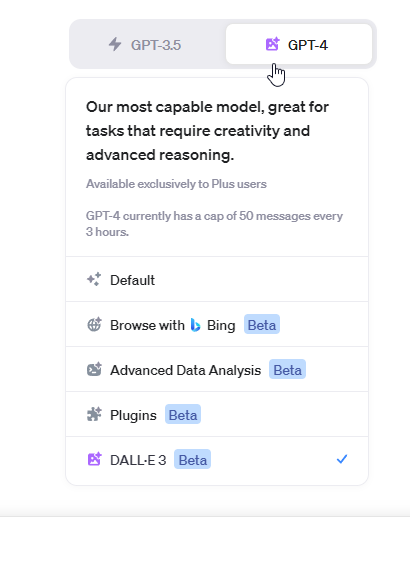 GPT-3.5
GPT-4
Our most capable model, great for
tasks that require creativity and
advanced reasoning.
Available exclusively to Plus users
GPT-4 currently has a cap of 50 messages every
3 hours.
Default
Browse with Bing Beta
Advanced Data Analysis Beta
Plugins Beta
DALL·E 3 Beta